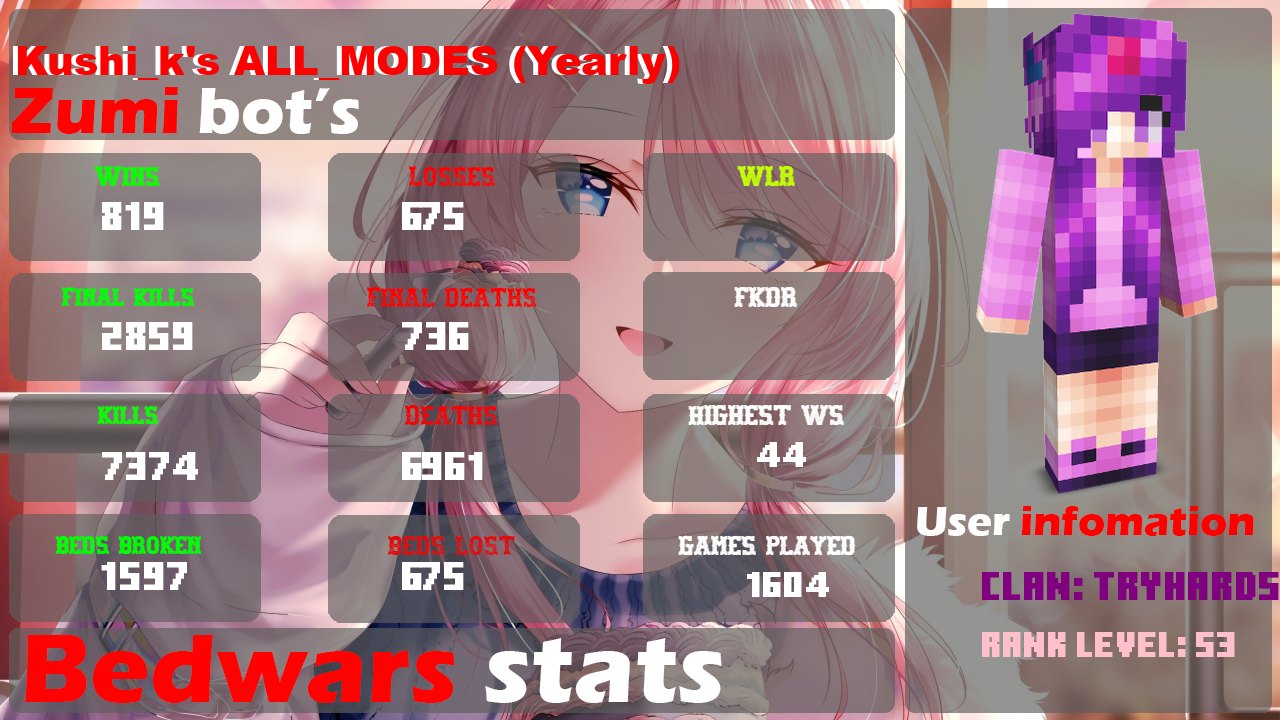 Kushi_k's ALL_MODES (Yearly)
Zumi bot’s
WINS
819
LOSSES
675
WLR
FINAL KILLS
2859
FINAL DEATHS
736
FKDR
KILLS
7374
DEATHS
6961
HIGHEST WS
44
BEDS BROKEN
1597
BEDS LOST
675
GAMES PLAYED
1604
Bedwars stats
User infomation
CLAN: TRYHARDS
RANK LEVEL: 53